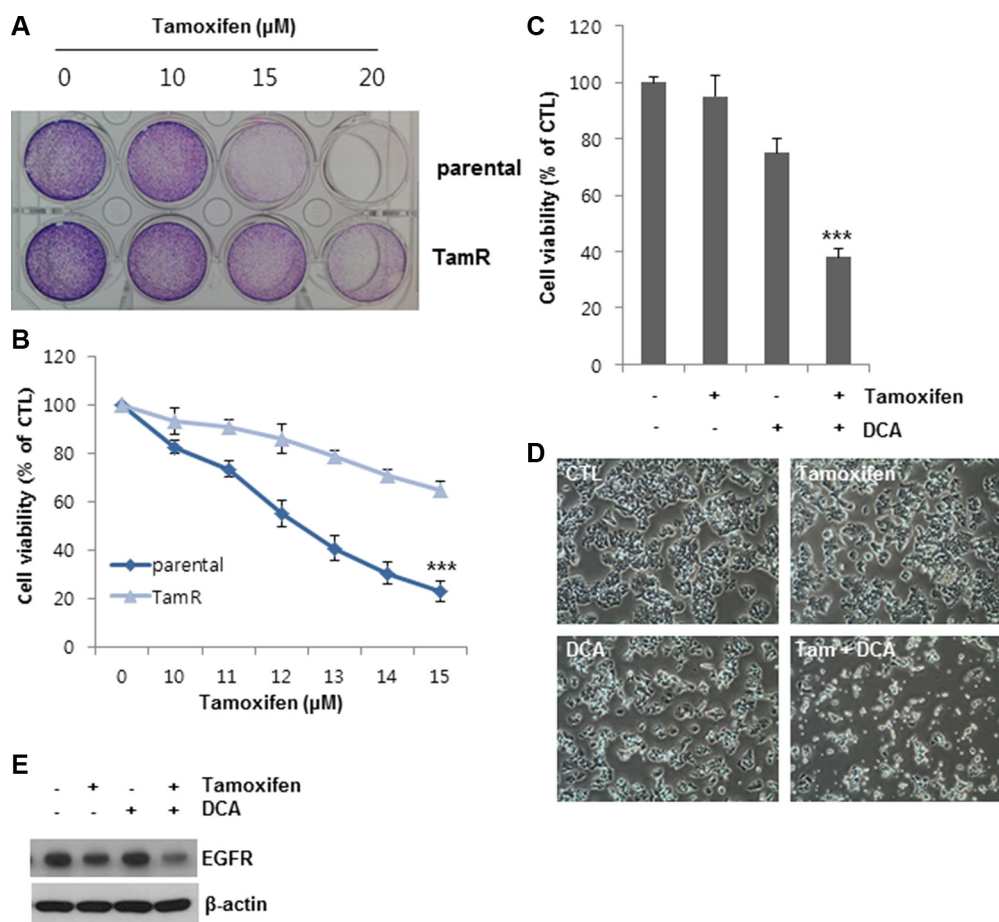 A
Tamoxifen (µM)
0 10 15 20
parental
TamR
B
Cell viability (% of CTL)
120
100
80
60
40
20
0
parental
TamR
***
0 10 11 12 13 14 15
Tamoxifen (µM)
C
Cell viability (% of CTL)
120
100
80
60
40
20
0
***
- + - + Tamoxifen
- - + + DCA
D
CTL
Tamoxifen
DCA
Tam + DCA
E
- + - + Tamoxifen
- - + + DCA
EGFR
β-actin